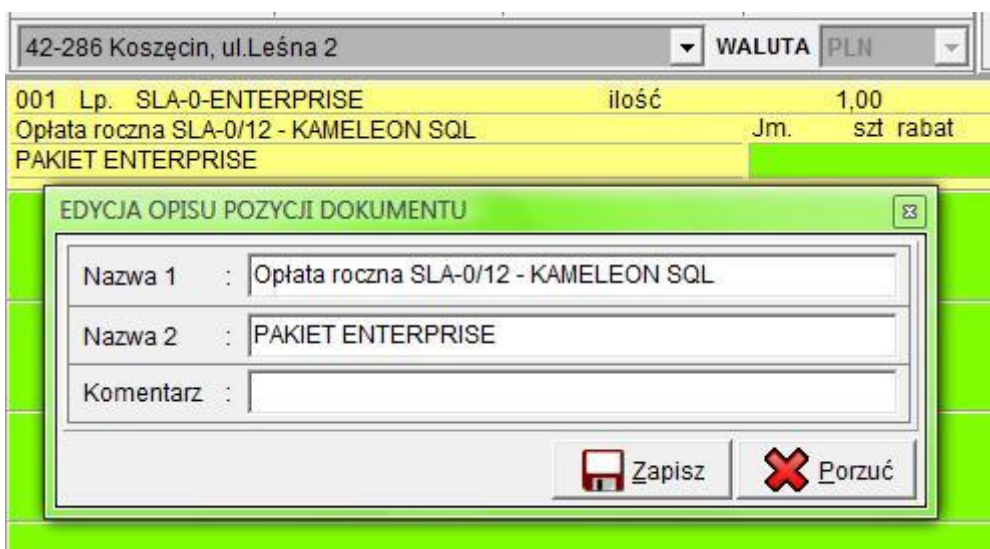 42-286 Koszęcin, ul.Leśna 2 WALUTA PLN
001 Lp. SLA-0-ENTERPRISE ilość 1,00
Opłata roczna SLA-0/12 - KAMELEON SQL Jm. szt rabat
PAKIET ENTERPRISE
EDYCJA OPISU POZYCJI DOKUMENTU
Nazwa 1 : Opłata roczna SLA-0/12 - KAMELEON SQL
Nazwa 2 : PAKIET ENTERPRISE
Komentarz :
Zapisz Porzuć